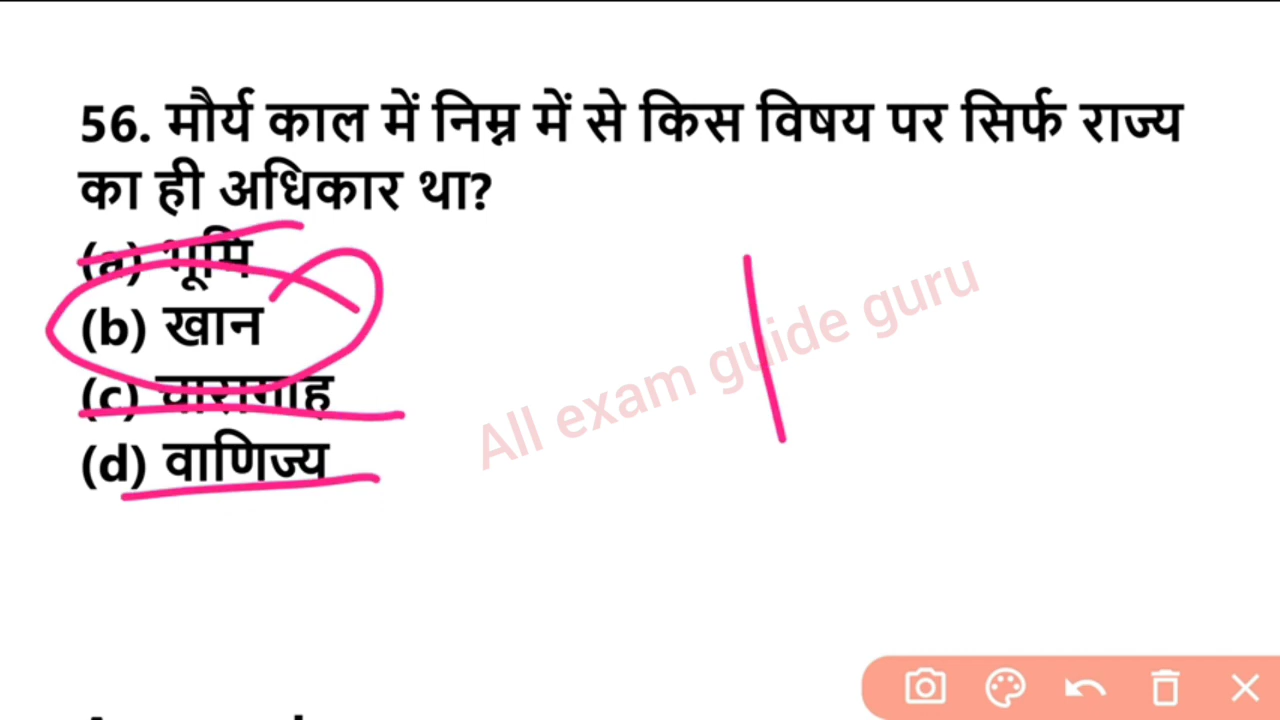 56. मौर्य काल में निम्न में से किस विषय पर सिर्फ राज्य
का ही अधिकार था?
(a) भूमि
(b) खान
(c) चारागाह
(d) वाणिज्य
All exam guide guru